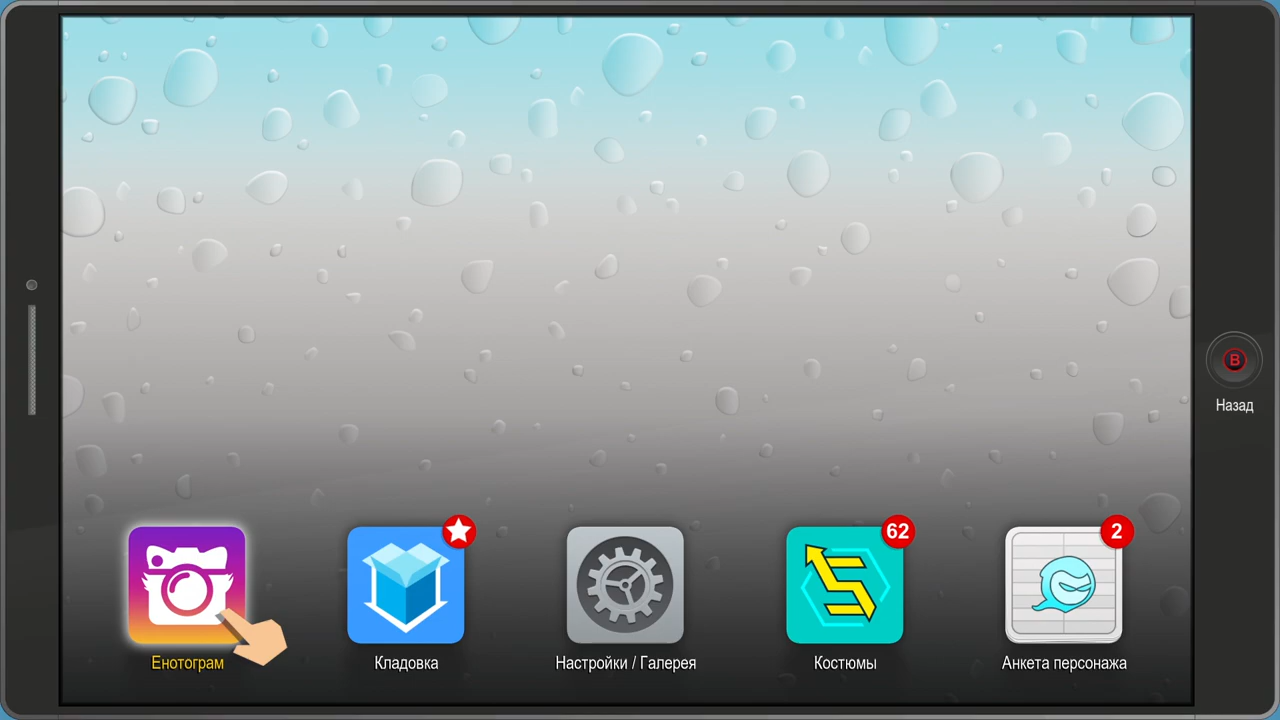 B
Назад
62
2
Енотограм
Кладовка
Настройки / Галерея
Костюмы
Анкета персонажа